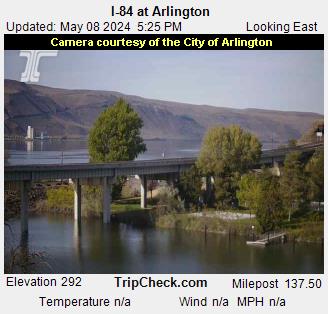 I-84 at Arlington
Updated: May 08 2024 5:25 PM Looking East
Camera courtesy of the City of Arlington
Elevation 292 TripCheck.com Milepost 137.50
Temperature n/a Wind n/a MPH n/a